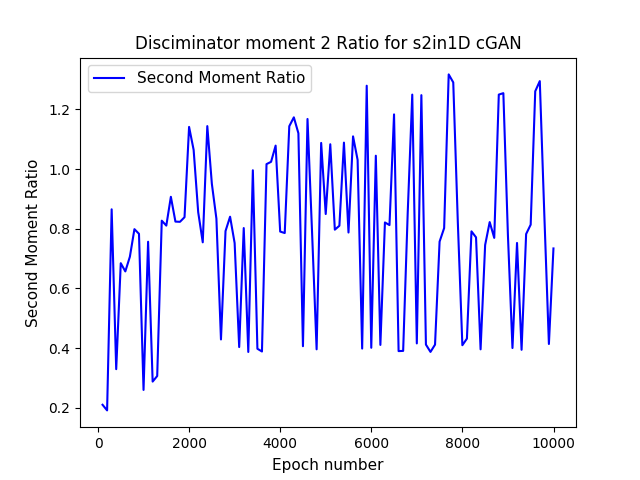 Disciminator moment 2 Ratio for s2in1D cGAN
Second Moment Ratio
1.2
1.0
0.8
0.6
0.4
0.2
Second Moment Ratio
0 2000 4000 6000 8000 10000
Epoch number